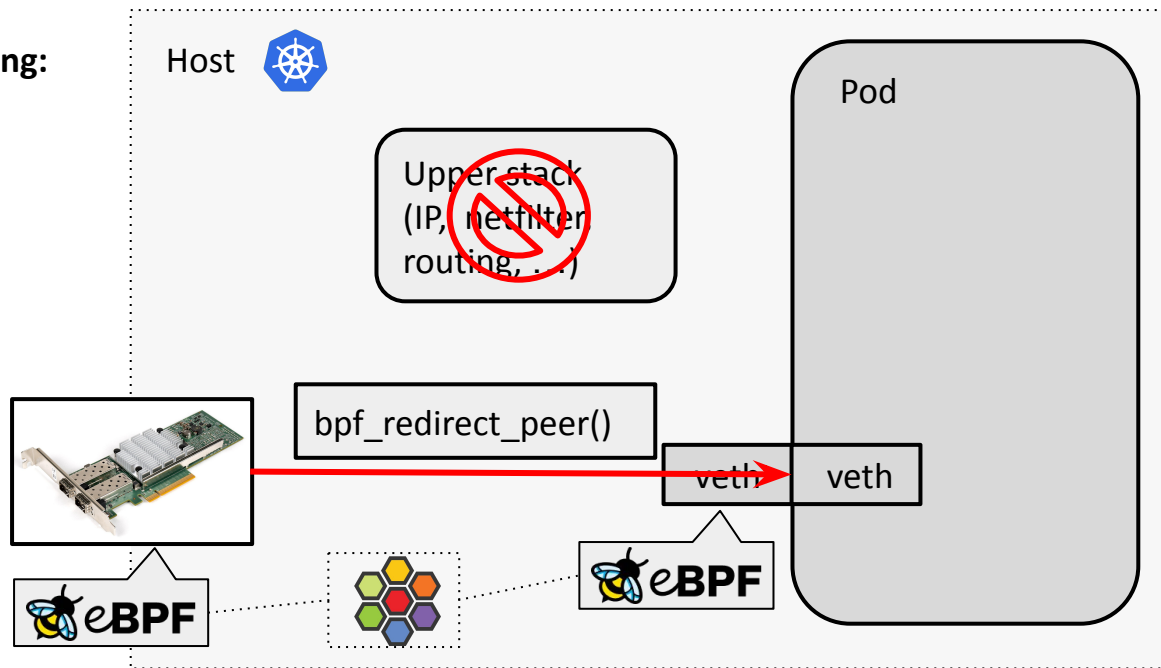 ng:
Host
Pod
Upper stack
(IP, netfilter,
routing, ...)
bpf_redirect_peer()
veth
veth
eBPF
eBPF